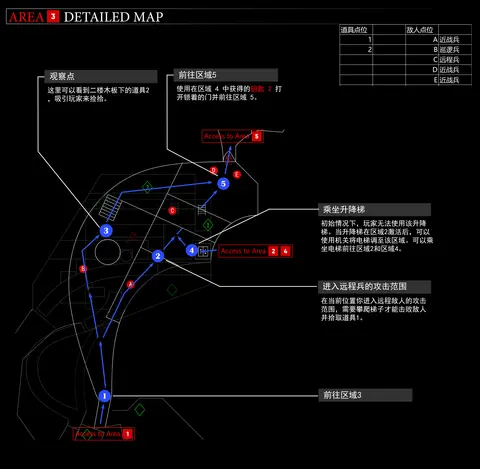 AREA 3 DETAILED MAP
道具点位 敌人点位
1 A 近战兵
2 B 巡逻兵
C 远程兵
D 近战兵
E 近战兵
观察点
这里可以看到二楼木板下的道具2
，吸引玩家来捡拾。
前往区域5
使用在区域 4 中获得的钥匙 2 打
开锁着的门并前往区域 5。
Access to Area 5
D
E
5
2
C
3
1
乘坐升降梯
初始情况下，玩家无法使用该升降
梯。当升降梯在区域2激活后，可以
使用机关将电梯调至该区域。可以乘
坐电梯前往区域2和区域4。
4
Access to Area 2 4
2
B
A
进入远程兵的攻击范围
在当前位置你进入远程敌人的攻击
范围，需要攀爬梯子才能击败敌人
并拾取道具1。
1
前往区域3
Access to Area 1